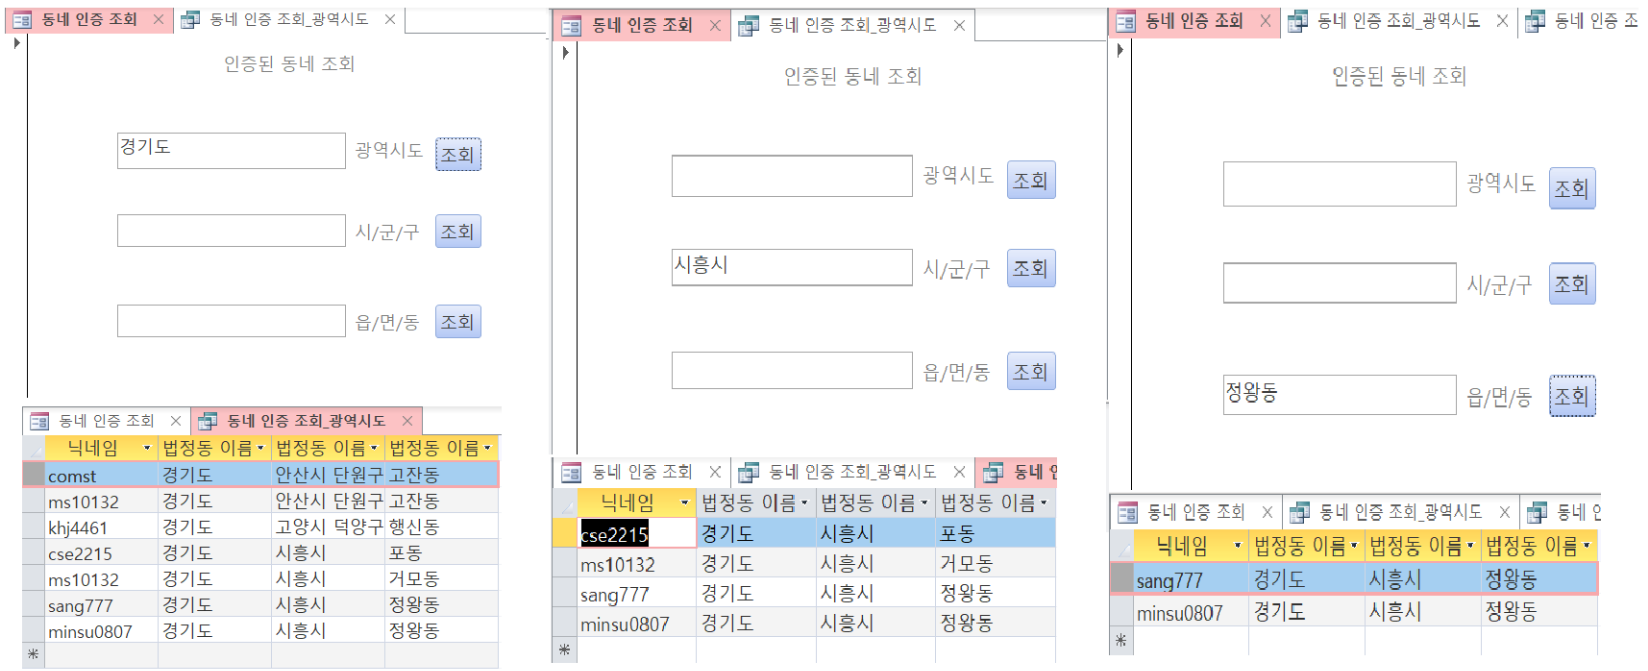 동네 인증 조회 × 동네 인증 조회_광역시도 ×
인증된 동네 조회
경기도 광역시도 조회
시/군/구 조회
읍/면/동 조회
동네 인증 조회 × 동네 인증 조회_광역시도 ×
닉네임 법정동 이름 법정동 이름 법정동 이름
comst 경기도 안산시 단원구 고잔동
ms10132 경기도 안산시 단원구 고잔동
khj4461 경기도 고양시 덕양구 행신동
cse2215 경기도 시흥시 포동
ms10132 경기도 시흥시 거모동
sang777 경기도 시흥시 정왕동
minsu0807 경기도 시흥시 정왕동
동네 인증 조회 × 동네 인증 조회_광역시도 ×
인증된 동네 조회
광역시도 조회
시흥시 시/군/구 조회
읍/면/동 조회
동네 인증 조회 × 동네 인증 조회_광역시도 × 동네
닉네임 법정동 이름 법정동 이름 법정동 이름
cse2215 경기도 시흥시 포동
ms10132 경기도 시흥시 거모동
sang777 경기도 시흥시 정왕동
minsu0807 경기도 시흥시 정왕동
동네 인증 조회 × 동네 인증 조회_광역시도 × 동네 인증 조
인증된 동네 조회
광역시도 조회
시/군/구 조회
정왕동 읍/면/동 조회
동네 인증 조회 × 동네 인증 조회_광역시도 × 동네
닉네임 법정동 이름 법정동 이름 법정동 이름
sang777 경기도 시흥시 정왕동
minsu0807 경기도 시흥시 정왕동